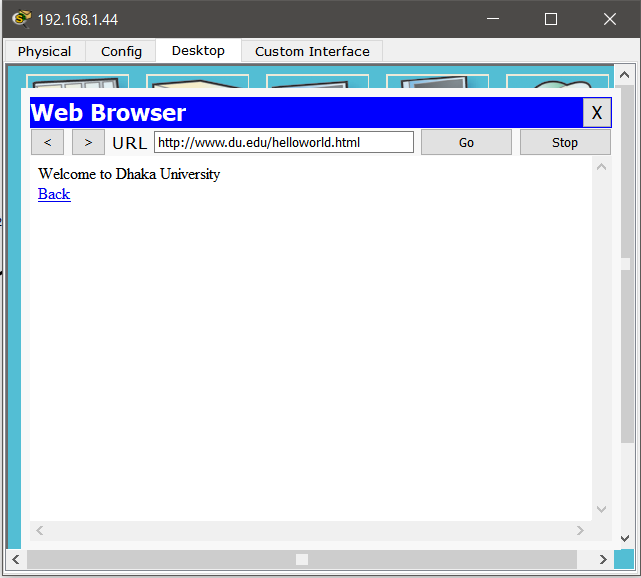 192.168.1.44
Physical Config Desktop Custom Interface
Web Browser X
< > URL http://www.du.edu/helloworld.html Go Stop
Welcome to Dhaka University
Back